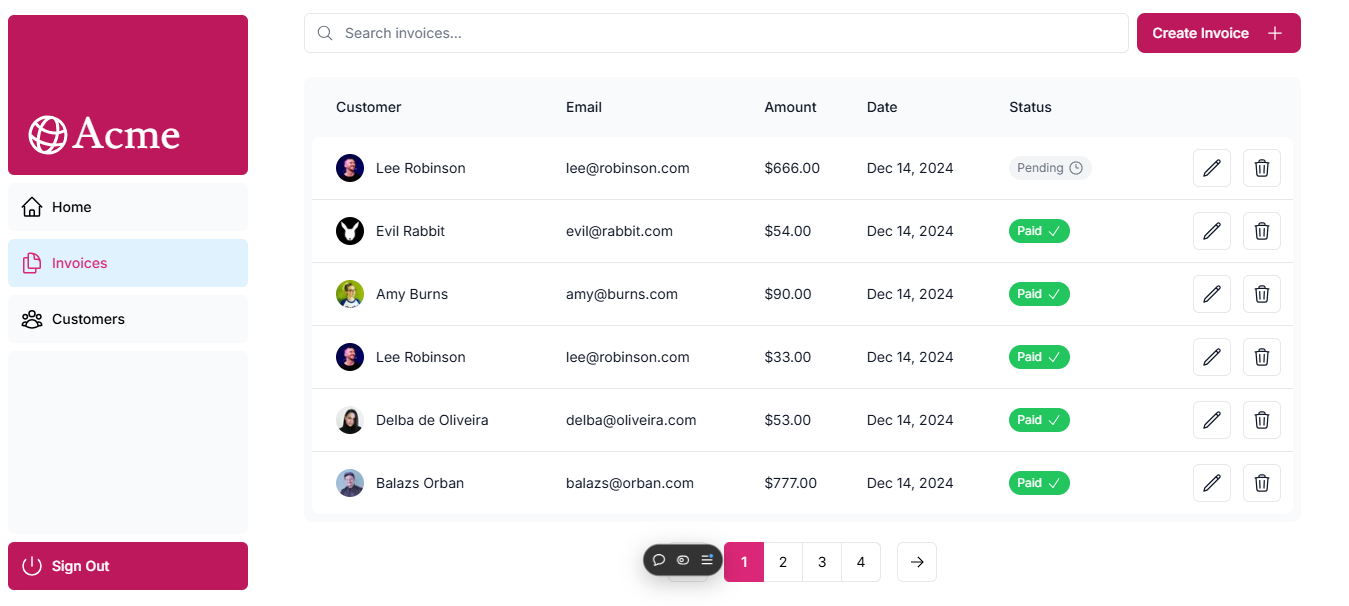 Acme
Home
Invoices
Customers
Sign Out
Search invoices...
Create Invoice
Customer Email Amount Date Status
Lee Robinson lee@robinson.com $666.00 Dec 14, 2024 Pending
Evil Rabbit evil@rabbit.com $54.00 Dec 14, 2024 Paid
Amy Burns amy@burns.com $90.00 Dec 14, 2024 Paid
Lee Robinson lee@robinson.com $33.00 Dec 14, 2024 Paid
Delba de Oliveira delba@oliveira.com $53.00 Dec 14, 2024 Paid
Balazs Orban balazs@orban.com $777.00 Dec 14, 2024 Paid
1 2 3 4